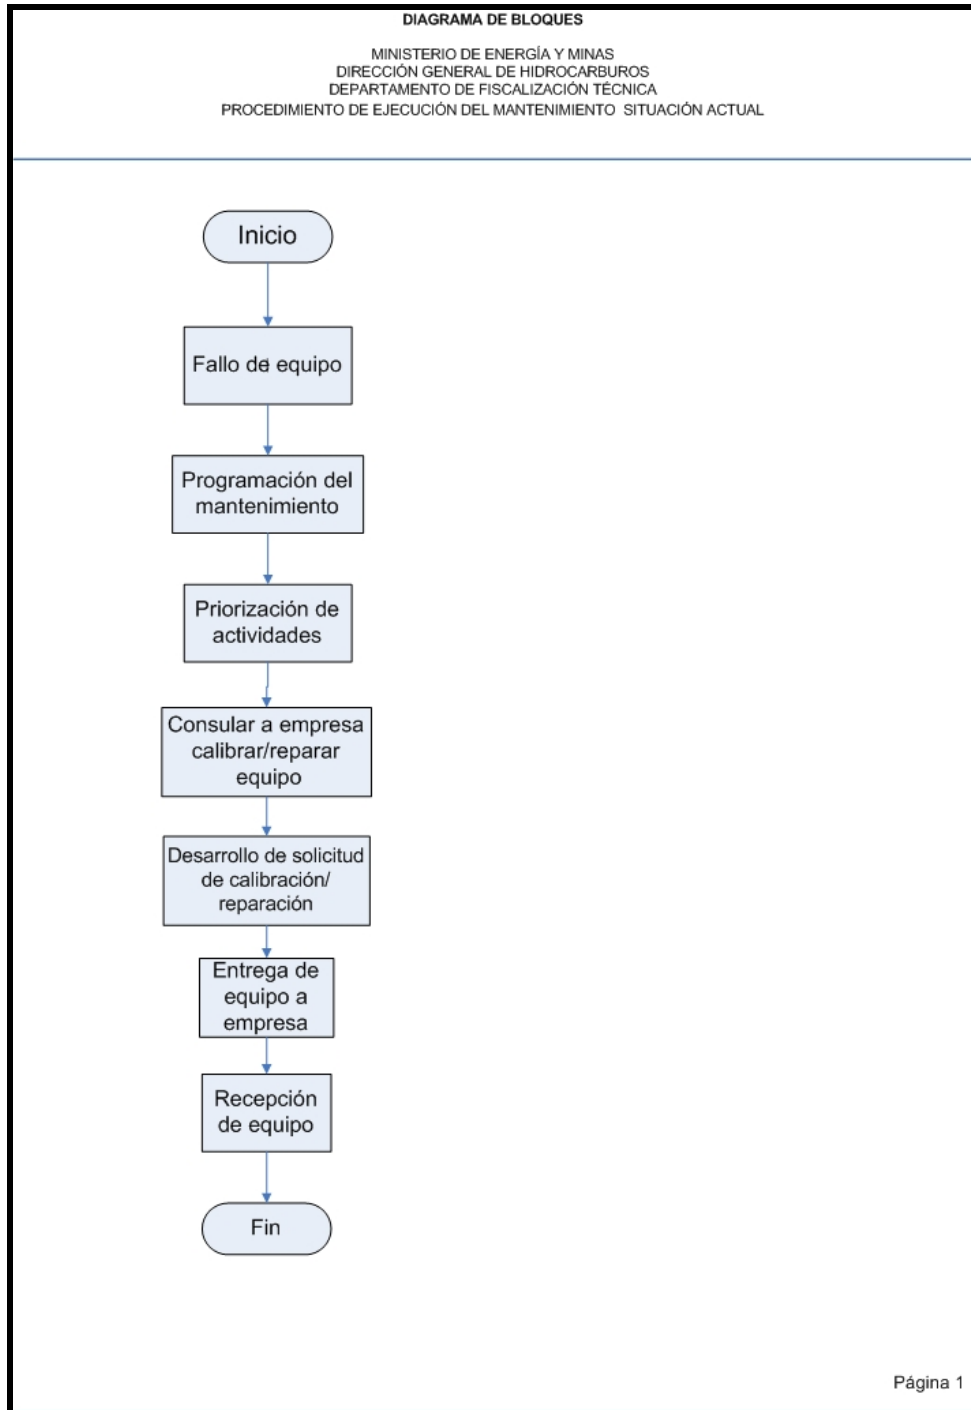 DIAGRAMA DE BLOQUES
MINISTERIO DE ENERGÍA Y MINAS
DIRECCIÓN GENERAL DE HIDROCARBUROS
DEPARTAMENTO DE FISCALIZACIÓN TÉCNICA
PROCEDIMIENTO DE EJECUCIÓN DEL MANTENIMIENTO SITUACIÓN ACTUAL
Inicio
Fallo de equipo
Programación del
mantenimiento
Priorización de
actividades
Consular a empresa
calibrar/reparar
equipo
Desarrollo de solicitud
de calibración/
reparación
Entrega de
equipo a
empresa
Recepción
de equipo
Fin
Página 1